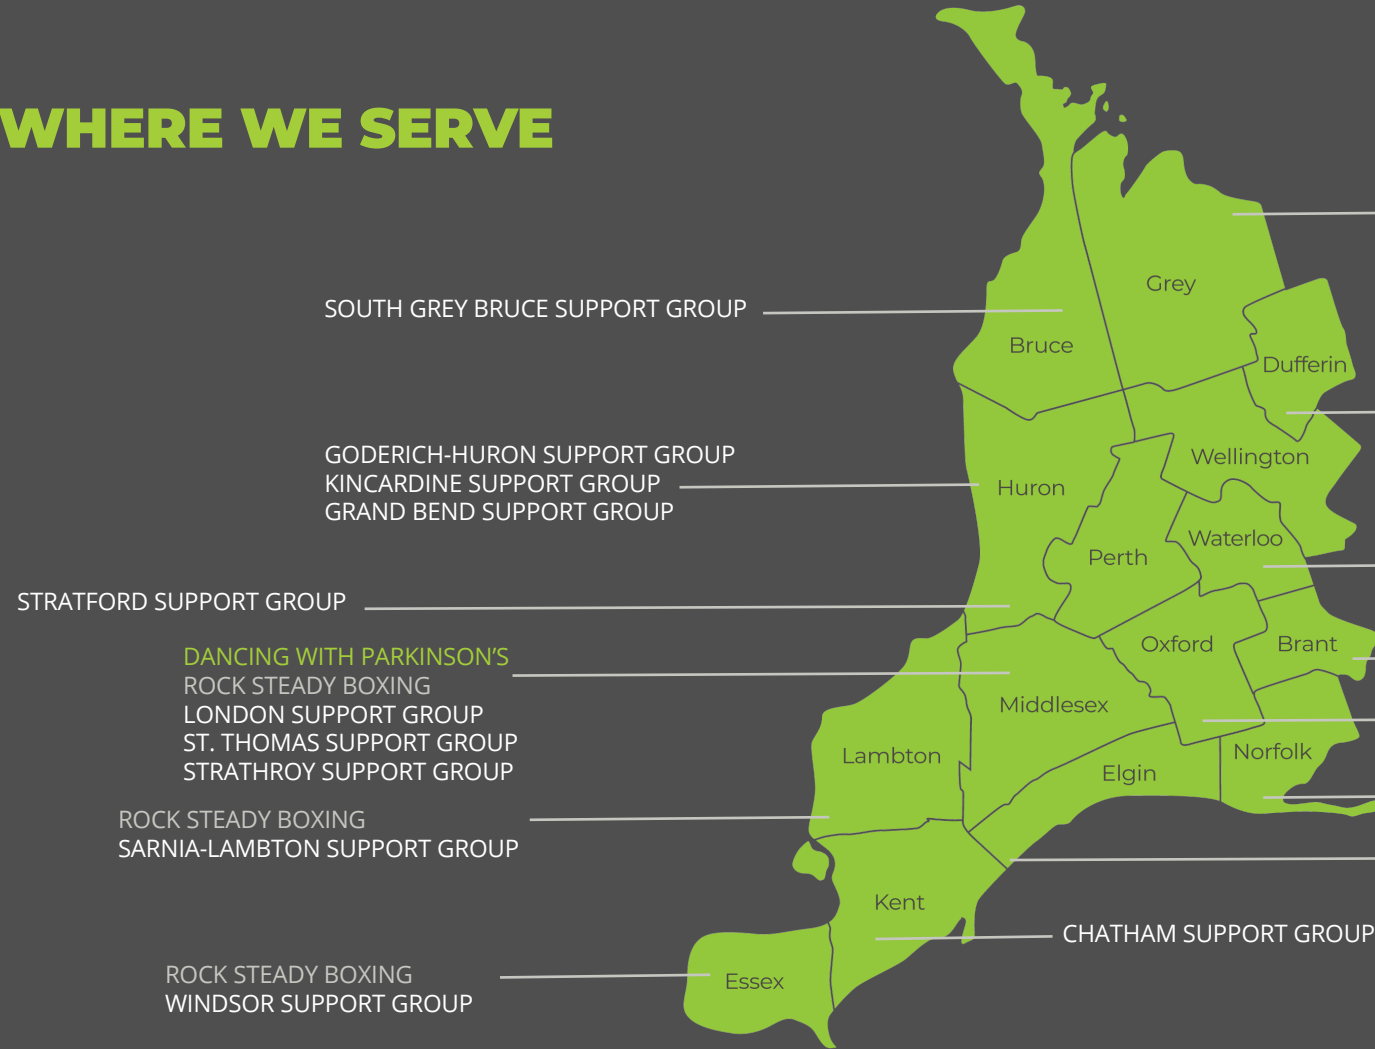 WHERE WE SERVE
Grey
SOUTH GREY BRUCE SUPPORT GROUP
Bruce
Dufferin
GODERICH-HURON SUPPORT GROUP
KINCARDINE SUPPORT GROUP
GRAND BEND SUPPORT GROUP
Wellington
Huron
Waterloo
Perth
STRATFORD SUPPORT GROUP
Oxford
Brant
DANCING WITH PARKINSON’S
ROCK STEADY BOXING
LONDON SUPPORT GROUP
ST. THOMAS SUPPORT GROUP
STRATHROY SUPPORT GROUP
Middlesex
Lambton
Norfolk
Elgin
ROCK STEADY BOXING
SARNIA-LAMBTON SUPPORT GROUP
Kent
CHATHAM SUPPORT GROUP
ROCK STEADY BOXING
WINDSOR SUPPORT GROUP
Essex